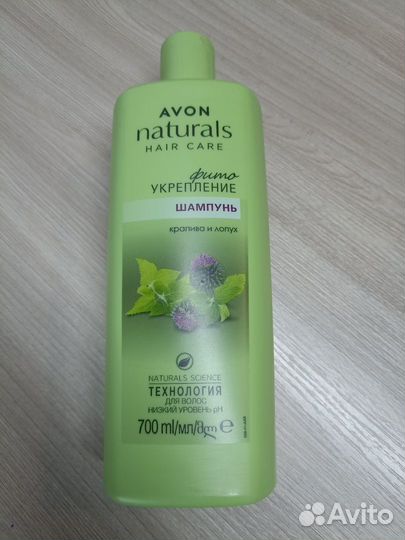 AVON
naturals
HAIR CARE
фито
УКРЕПЛЕНИЕ
ШАМПУНЬ
крапива и лопух
NATURALS SCIENCE
ТЕХНОЛОГИЯ
ДЛЯ ВОЛОС
НИЗКИЙ УРОВЕНЬ pH
700 ml/мл/მლ ℮
Avito